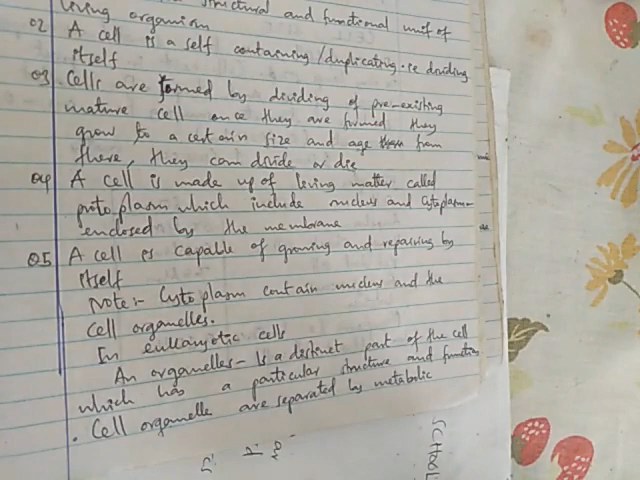 structural and functional unit of
living organism
02 A cell is a self containing/duplicating. ie dividing
itself
03 Cells are formed by dividing of pre-existing
mature cell once they are formed they
grow to a certain size and age from
there, they can divide or die
04 A cell is made up of living matter called
protoplasm which include nucleus and cytoplasm-
enclosed by the membrane
05 A cell is capable of growing and repairing by
itself
Note:- Cytoplasm contain nucleus and the
Cell organelles.
In eukaryotic cells
An organelles- Is a distinct part of the cell
which has a particular structure and function
. Cell organelle are separated by metabolic